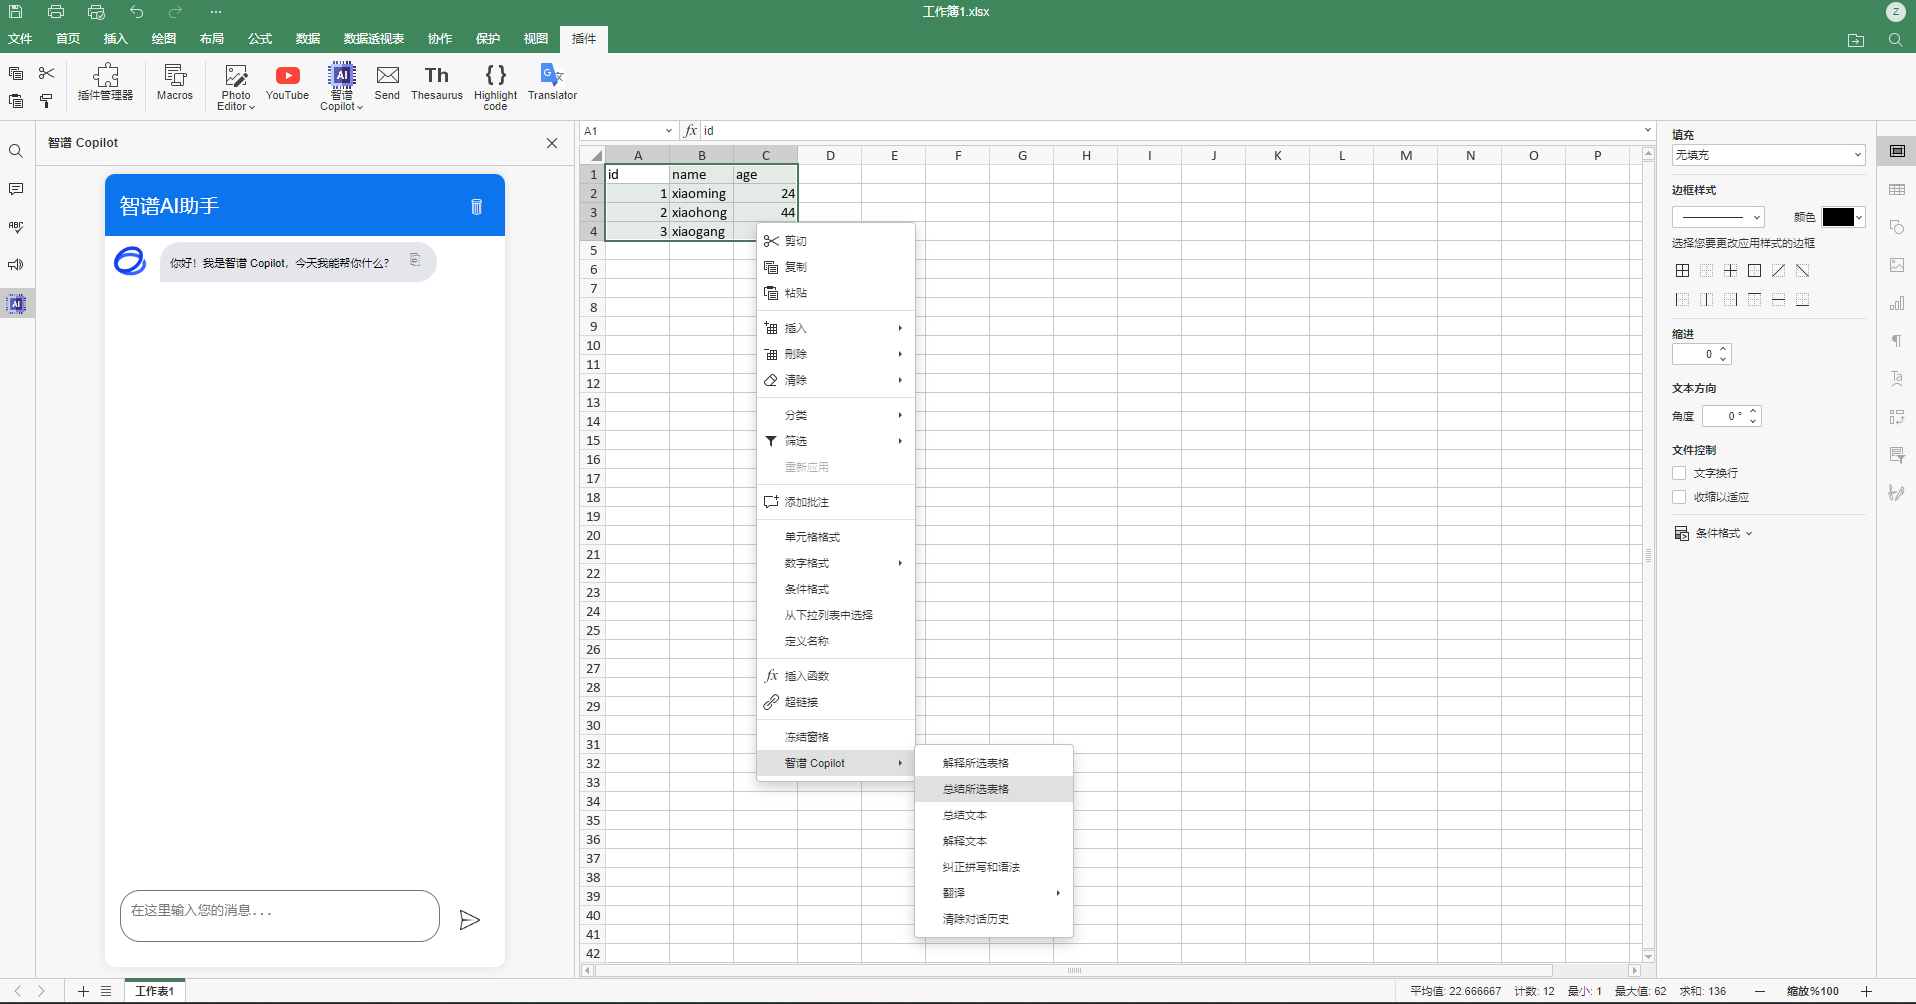 工作簿1.xlsx
Z
文件 首页 插入 绘图 布局 公式 数据 数据透视表 协作 保护 视图 插件
插件管理器
Macros
Photo
Editor
YouTube
智谱
Copilot
Send
Th
Thesaurus
Highlight
code
Translator
智谱 Copilot
智谱AI助手
你好！我是智谱 Copilot，今天我能帮你什么？
在这里输入您的消息...
A1 fx id
A B C D E F G H I J K L M N O P
1 id name age
2 1 xiaoming 24
3 2 xiaohong 44
4 3 xiaogang
5
6
7
8
9
10
11
12
13
14
15
16
17
18
19
20
21
22
23
24
25
26
27
28
29
30
31
32
33
34
35
36
37
38
39
40
41
42
剪切
复制
粘贴
插入
删除
清除
分类
筛选
重新应用
添加批注
单元格格式
数字格式
条件格式
从下拉列表中选择
定义名称
fx 插入函数
超链接
冻结窗格
智谱 Copilot
解释所选表格
总结所选表格
总结文本
解释文本
纠正拼写和语法
翻译
清除对话历史
填充
无填充
边框样式
颜色
选择您要更改应用样式的边框
缩进
0
文本方向
角度 0 °
文件控制
文字换行
收缩以适应
条件格式
工作表1
平均值: 22.666667 计数: 12 最小: 1 最大值: 62 求和: 136
缩放%100